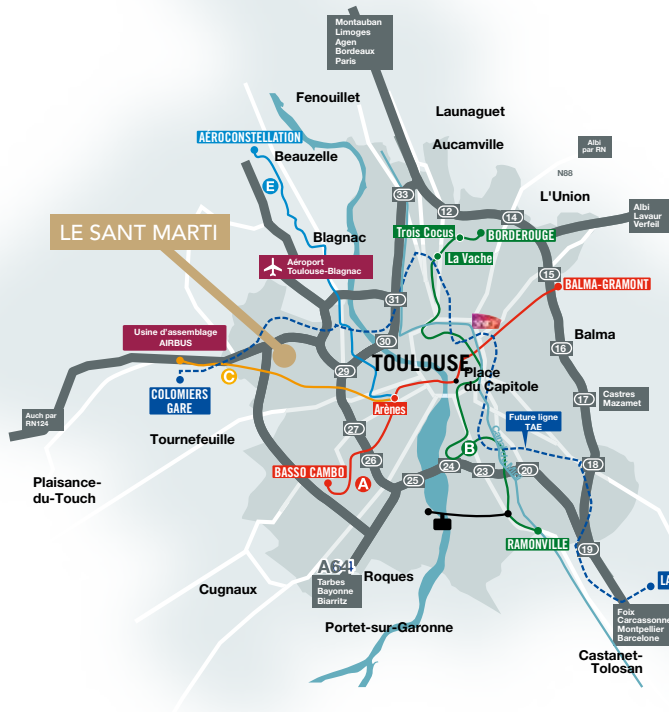 Montauban
Limoges
Agen
Bordeaux
Paris
Fenouillet
Launaguet
AÉROCONSTELLATION
Beauzelle
Aucamville
Albi
par RN
N88
E
33
L'Union
12
14
Albi
Lavaur
Verfeil
LE SANT MARTI
Blagnac
Trois Cocus
BORDEROUGE
La Vache
Aéroport
Toulouse-Blagnac
15
BALMA-GRAMONT
31
Usine d'assemblage
AIRBUS
30
Balma
16
TOULOUSE
29
C
Place
du Capitole
COLOMIERS
GARE
Arènes
17
Castres
Mazamet
Auch par
RN124
Future ligne
TAE
27
Tournefeuille
B
26
BASSO CAMBO
A
25
24
23
20
18
Plaisance-
du-Touch
RAMONVILLE
19
A64
Roques
Tarbes
Bayonne
Biarritz
Cugnaux
LA
Foix
Carcassonne
Montpellier
Barcelone
Portet-sur-Garonne
Castanet-
Tolosan